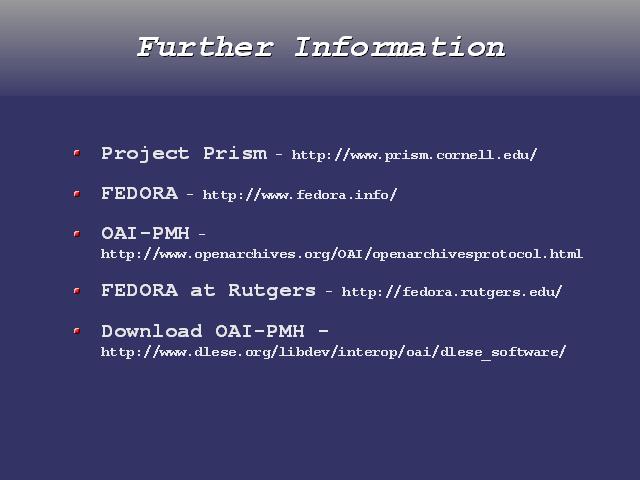 Further Information
Project Prism - http://www.prism.cornell.edu/
FEDORA - http://www.fedora.info/
OAI-PMH -
http://www.openarchives.org/OAI/openarchivesprotocol.html
FEDORA at Rutgers - http://fedora.rutgers.edu/
Download OAI-PMH -
http://www.dlese.org/libdev/interop/oai/dlese_software/